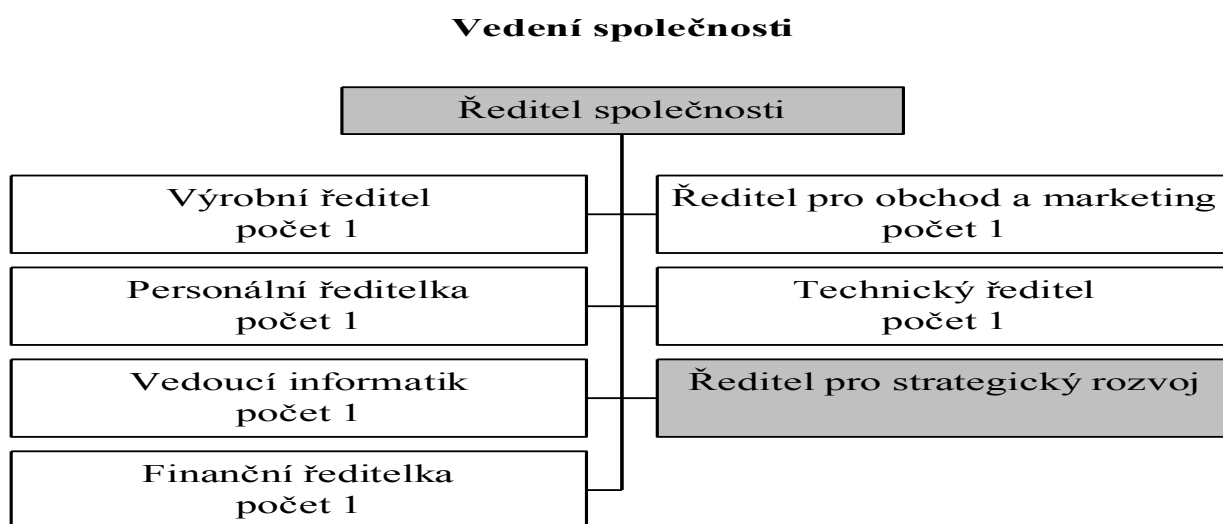 Vedení společnosti
Ředitel společnosti
Výrobní ředitel
počet 1
Ředitel pro obchod a marketing
počet 1
Personální ředitelka
počet 1
Technický ředitel
počet 1
Vedoucí informatik
počet 1
Ředitel pro strategický rozvoj
Finanční ředitelka
počet 1